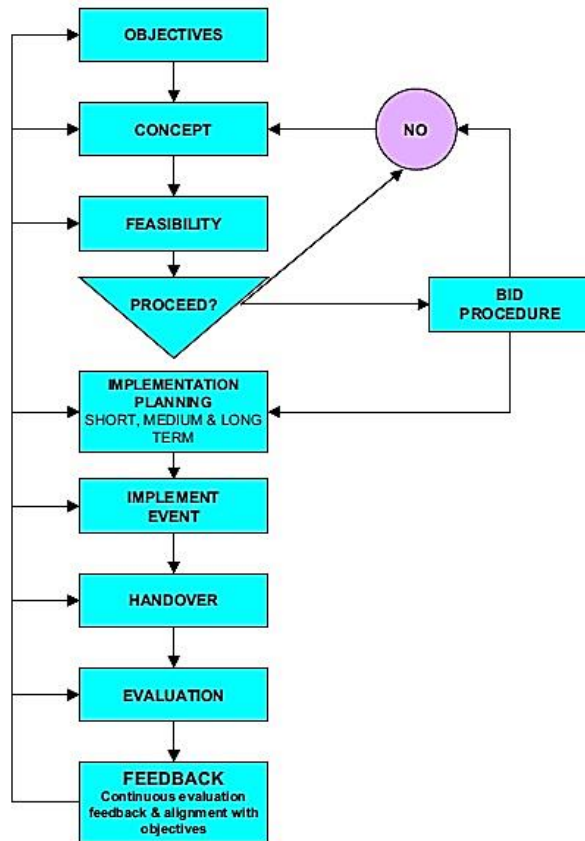 OBJECTIVES
CONCEPT
NO
FEASIBILITY
PROCEED?
BID
PROCEDURE
IMPLEMENTATION
PLANNING
SHORT, MEDIUM & LONG
TERM
IMPLEMENT
EVENT
HANDOVER
EVALUATION
FEEDBACK
Continuous evaluation
feedback & alignment with
objectives